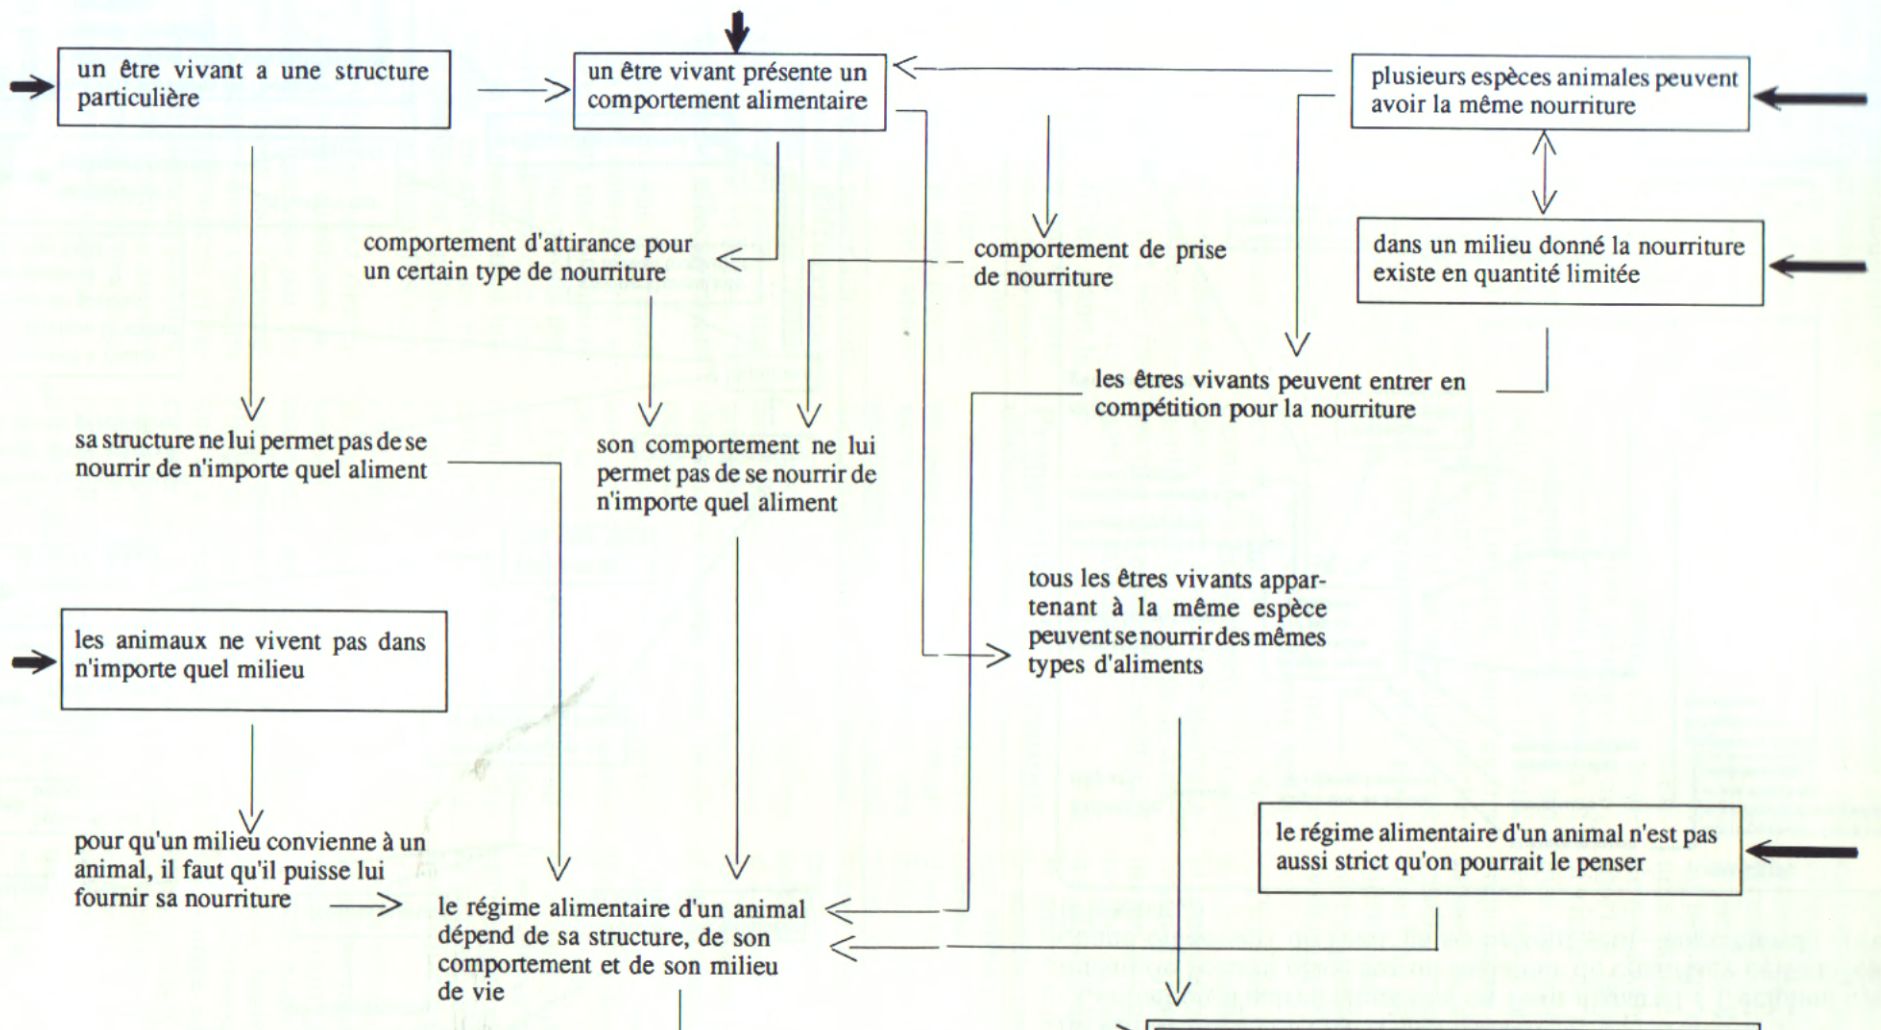 un être vivant a une structure
particulière
un être vivant présente un
comportement alimentaire
plusieurs espèces animales peuvent
avoir la même nourriture
comportement d'attirance pour
un certain type de nourriture
comportement de prise
de nourriture
dans un milieu donné la nourriture
existe en quantité limitée
les êtres vivants peuvent entrer en
compétition pour la nourriture
sa structure ne lui permet pas de se
nourrir de n'importe quel aliment
son comportement ne lui
permet pas de se nourrir de
n'importe quel aliment
tous les êtres vivants appar-
tenant à la même espèce
peuvent se nourrir des mêmes
types d'aliments
les animaux ne vivent pas dans
n'importe quel milieu
pour qu'un milieu convienne à un
animal, il faut qu'il puisse lui
fournir sa nourriture
le régime alimentaire d'un animal n'est pas
aussi strict qu'on pourrait le penser
le régime alimentaire d'un animal
dépend de sa structure, de son
comportement et de son milieu
de vie